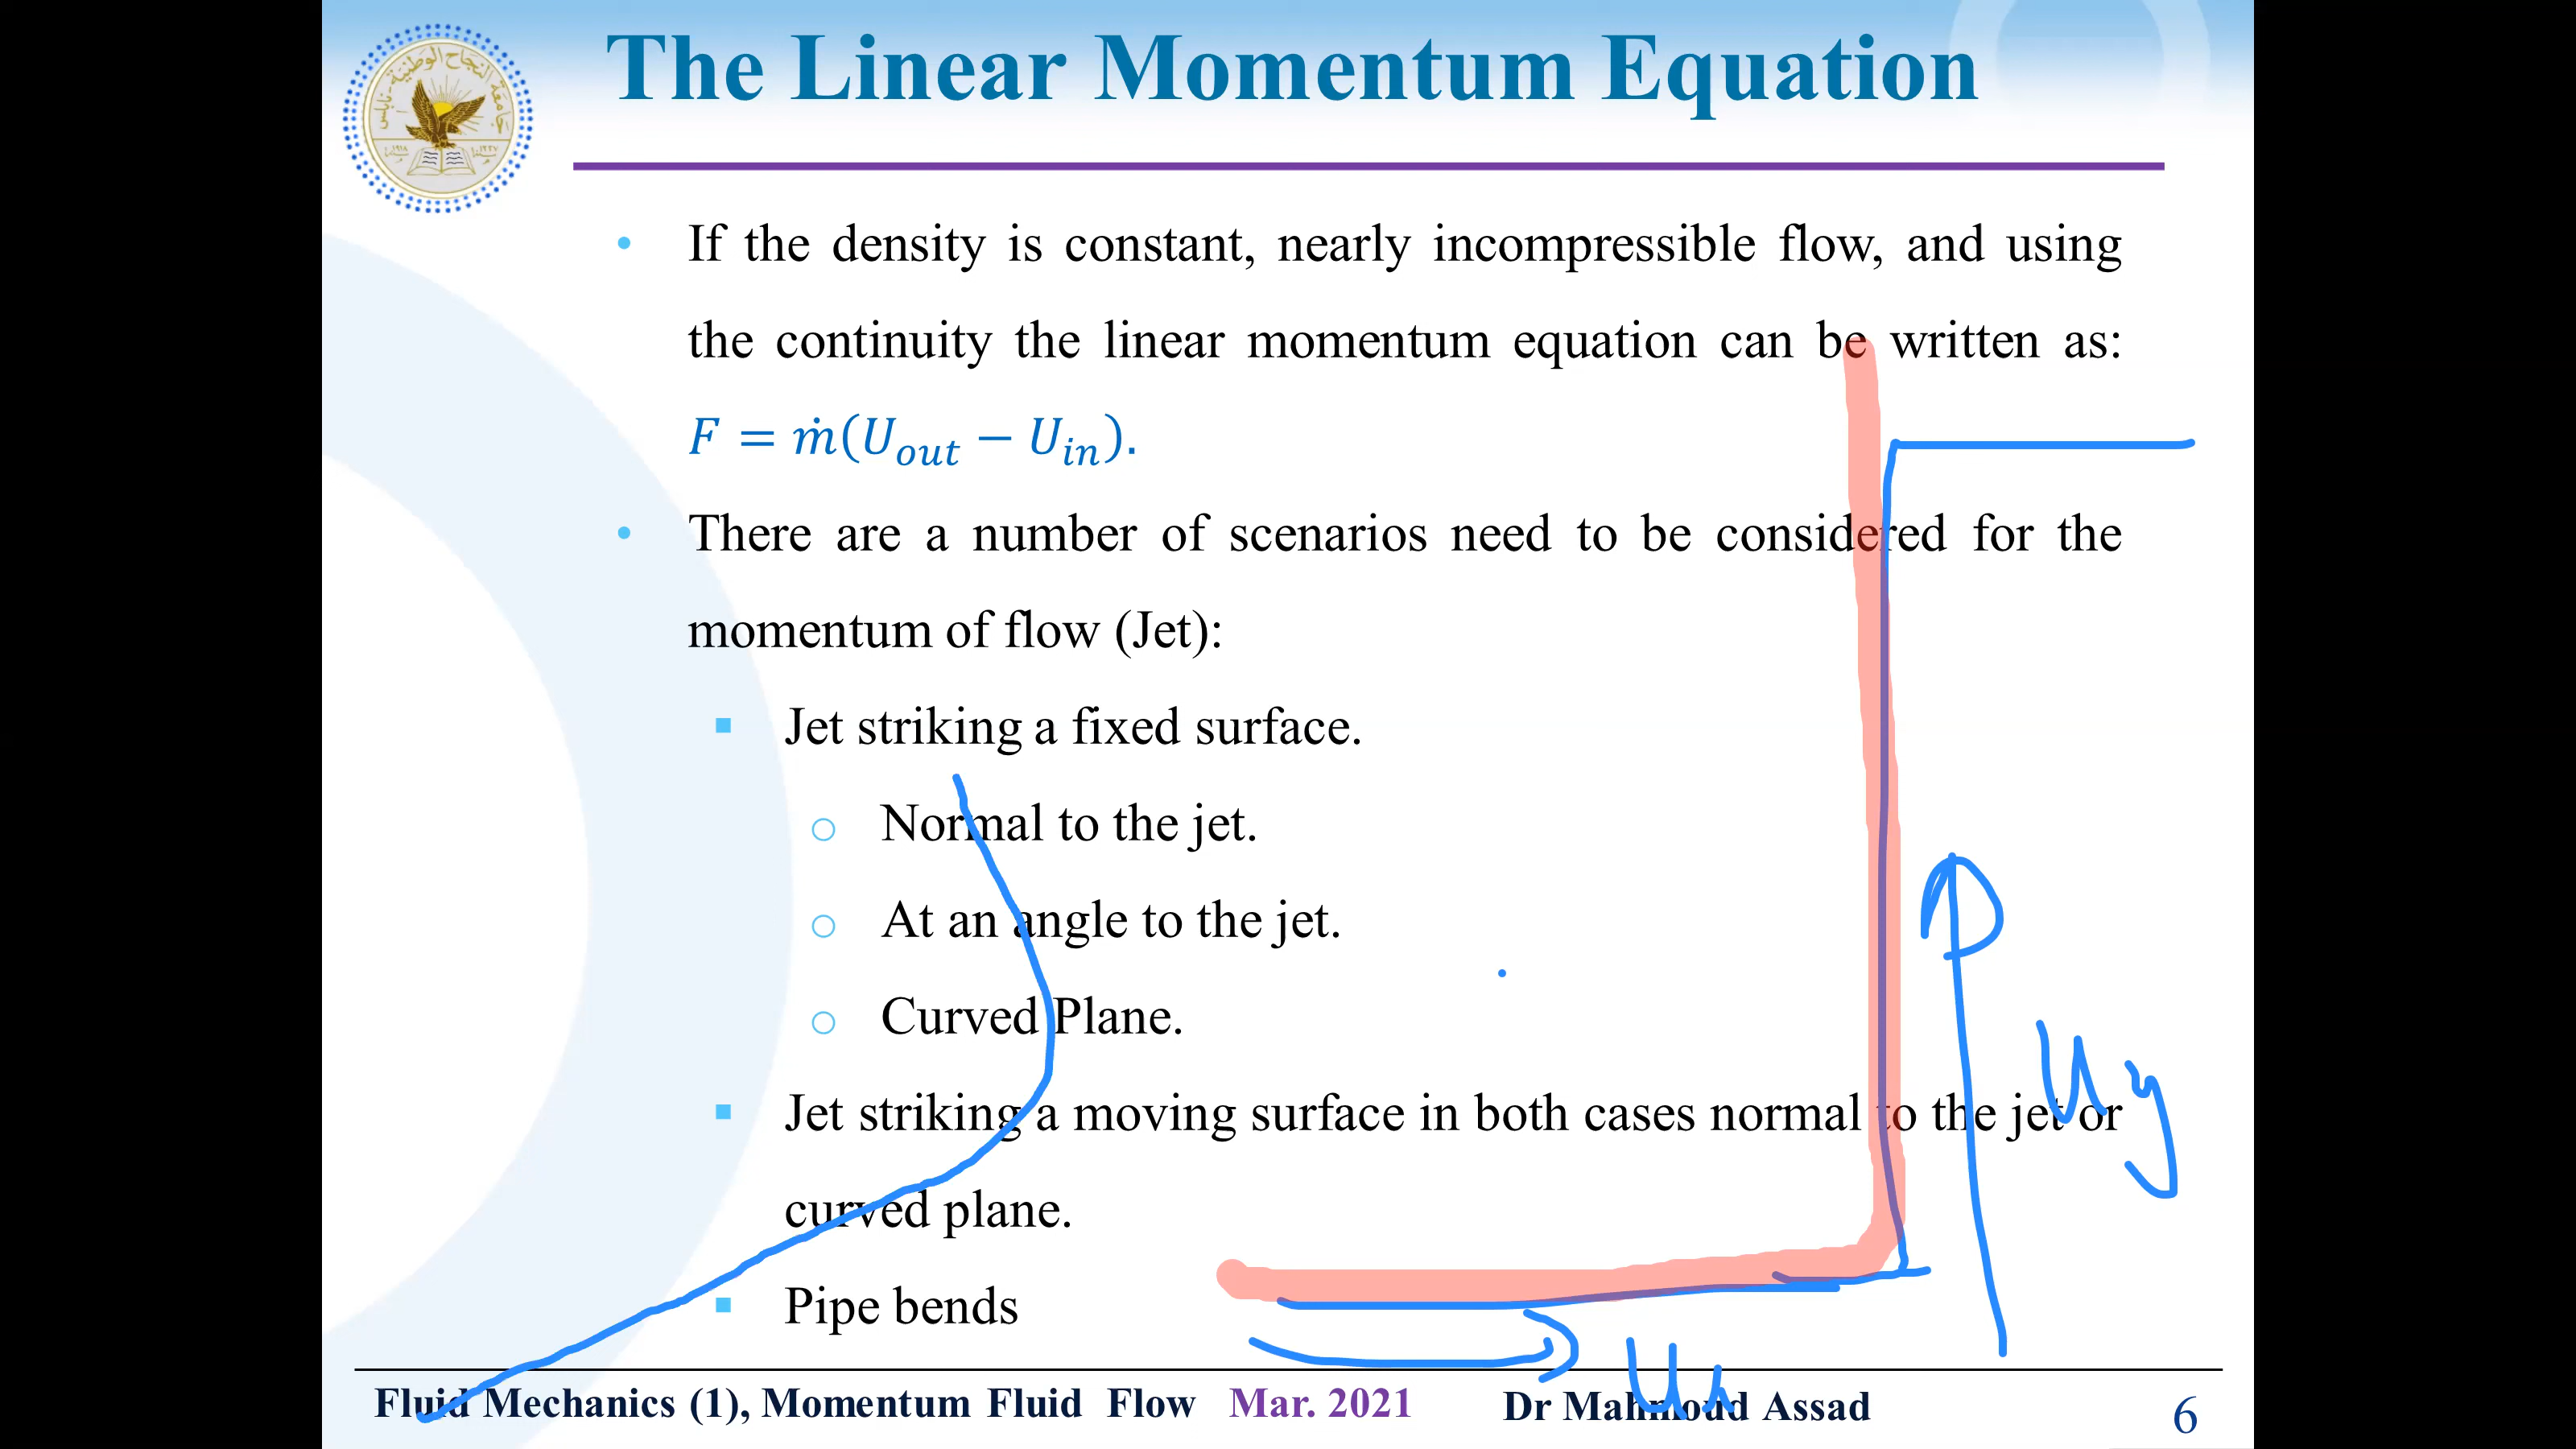 The Linear Momentum Equation
• If the density is constant, nearly incompressible flow, and using
the continuity the linear momentum equation can be written as:
F = ṁ(U_out − U_in).
• There are a number of scenarios need to be considered for the
momentum of flow (Jet):
▪ Jet striking a fixed surface.
o Normal to the jet.
o At an angle to the jet.
o Curved Plane.
▪ Jet striking a moving surface in both cases normal to the jet or
curved plane.
▪ Pipe bends
Uy
Fluid Mechanics (1), Momentum Fluid Flow Mar. 2021 Dr Mahmoud Assad 6